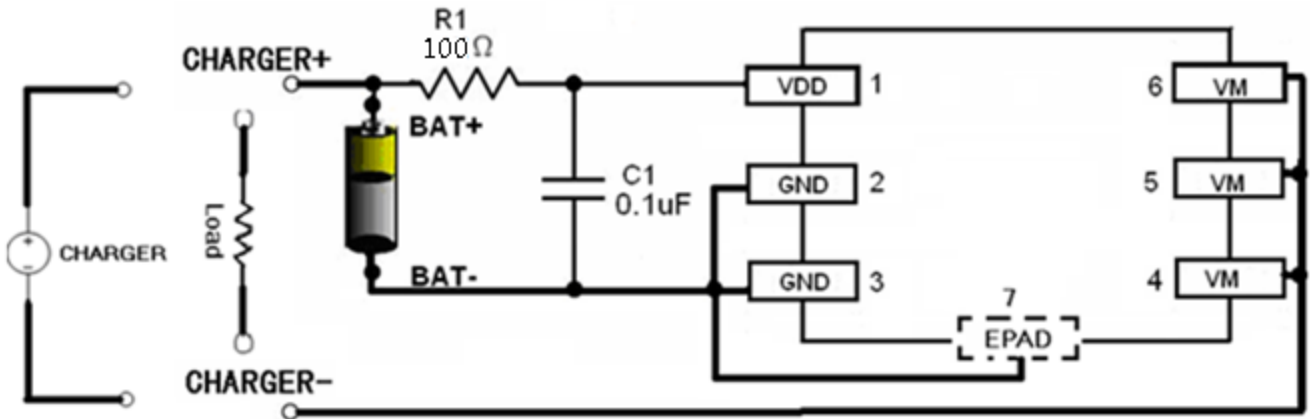 R1
100Ω
CHARGER+
VDD
1
6
VM
BAT+
C1
0.1uF
GND
2
5
VM
Load
+
-
CHARGER
BAT-
GND
3
4
VM
7
EPAD
CHARGER-